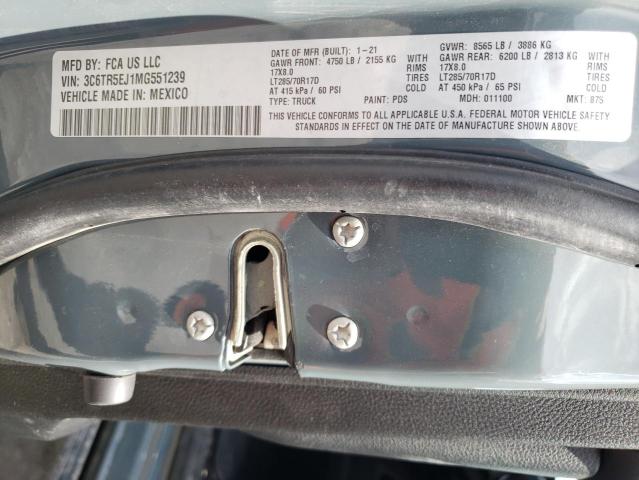 MFD BY: FCA US LLC
VIN: 3C6TR5EJ1MG551239
VEHICLE MADE IN: MEXICO
DATE OF MFR (BUILT): 1-21 GVWR: 8565 LB / 3886 KG
GAWR FRONT: 4750 LB / 2155 KG WITH GAWR REAR: 6200 LB / 2813 KG WITH
17X8.0 RIMS 17X8.0 RIMS
LT285/70R17D TIRES LT285/70R17D TIRES
AT 415 kPa / 60 PSI COLD AT 450 kPa / 65 PSI COLD
TYPE: TRUCK PAINT: PDS MDH: 011100 MKT: B7S
THIS VEHICLE CONFORMS TO ALL APPLICABLE U.S.A. FEDERAL MOTOR VEHICLE SAFETY
STANDARDS IN EFFECT ON THE DATE OF MANUFACTURE SHOWN ABOVE.